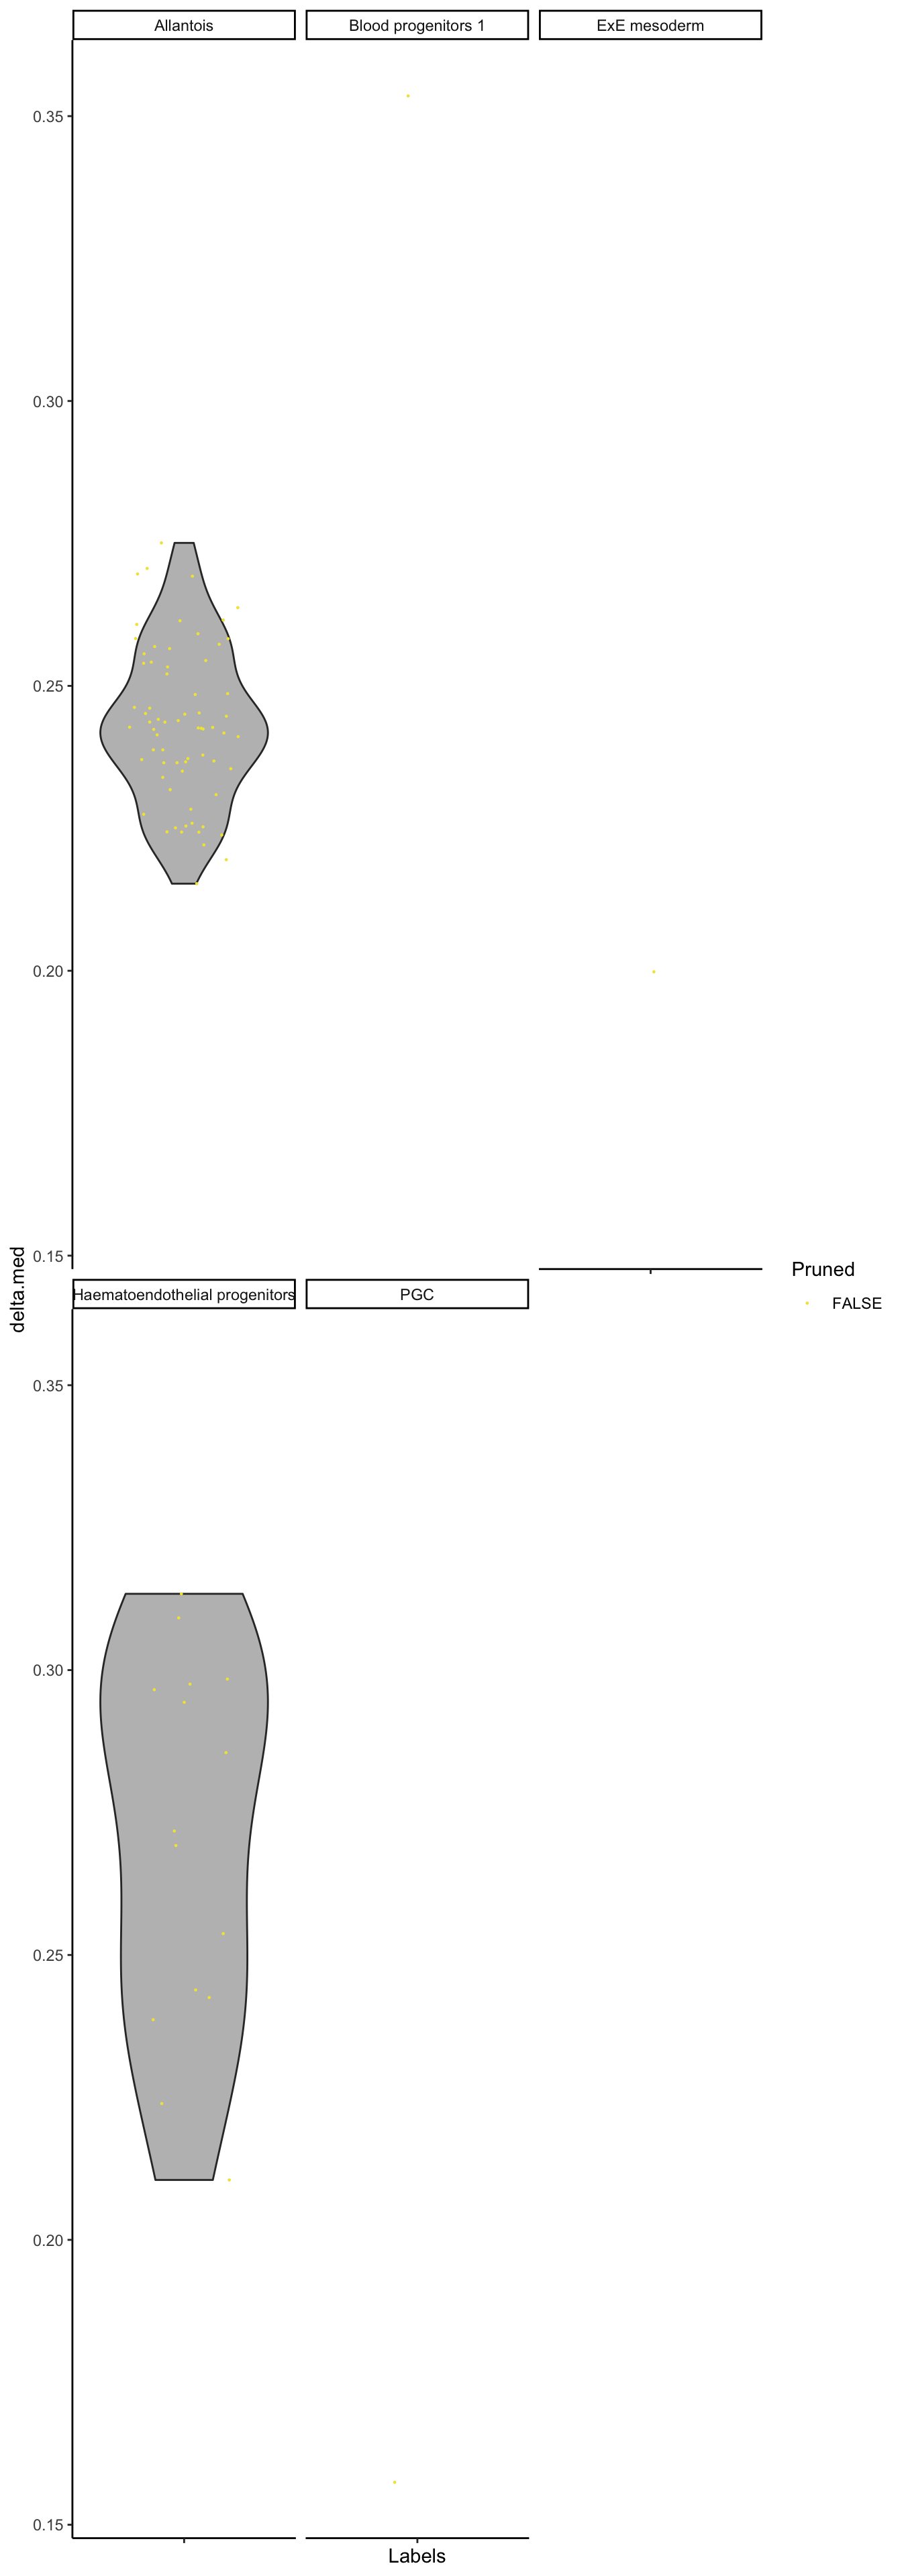 Allantois
Blood progenitors 1
ExE mesoderm
0.35
0.30
0.25
0.20
0.15
delta.med
Haematoendothelial progenitors
PGC
0.35
0.30
0.25
0.20
0.15
Labels
Pruned
FALSE